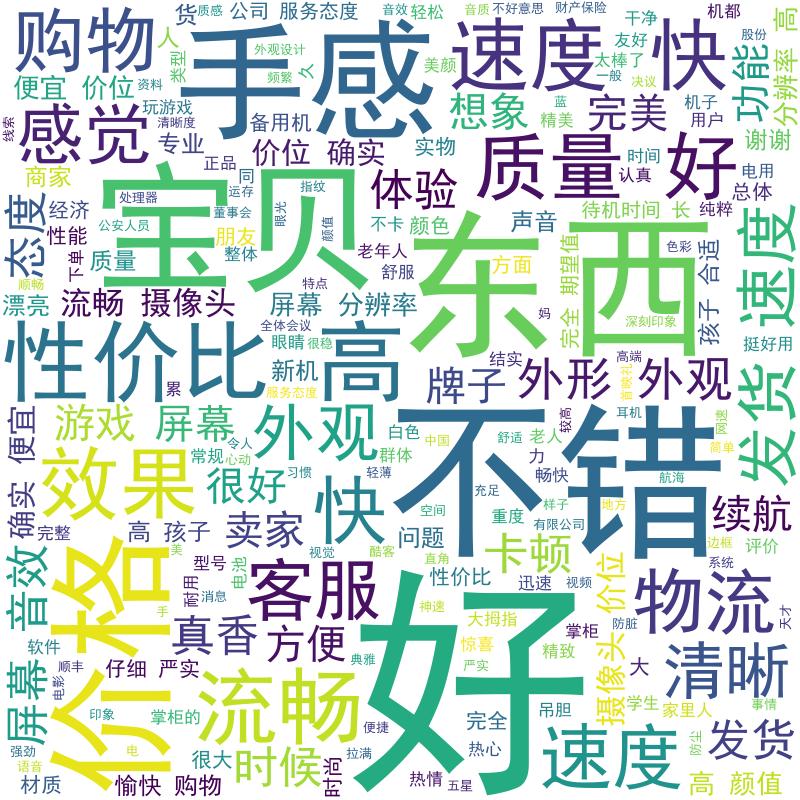 货
质感
公司 服务态度
音效 轻松
音质
不好意思
财产保险
干净
机都
股份
高
购物
人
类型
外观设计
频繁
久
手感
美颜
速度
快
友好
太棒了
一般
决议
功能
分辨率
便宜 价位
资料
玩游戏
清晰度
线索
感觉
专业
备用机
正品
价位 确实
实物
想象
精美
完美
蓝
机子
用户
谢谢
商家
态度
经济
性能
公安人员
下单
顺畅
质量
漂亮
流畅 摄像头
处理器
同
运存
董事会
朋友
整体
宝贝
指纹
眼光
颜值
体验
不卡 颜色
老年人
舒服
屏幕 分辨率
质量 好
时间
认真
电用
总体
待机时间 长
纯粹
声音
方面
完全 期望值
东西
深刻印象
色彩
孩子 合适
速度
挺好用
特点
全体会议
眼睛
很稳
新机
服务态度
性价比 高
累
妈
结实
高端
首映礼
牌子
外形 外观
较高
耳机
网速
简单
发货
确实 便宜
游戏 屏幕
外观
白色
中国
令人
心动
常规
习惯
群体
轻薄
舒适
老人
力
畅快
充足
空间
不错
航海
续航
效果
很好
快
完整
高 孩子
卖家
问题
重度
有限公司
样子
地方
边框
系统
评价
音效
价格
美
型号
耐用
电池
消息
视觉
酷客
直角
性价比
迅速
视频
卡顿
摄像头 价位
物流
天才
手
真香
客服
方便
神速
大拇指
惊喜
严实
掌柜
精致
防脏
大
清晰
屏幕
软件
顺丰
电影
仔细 严实
典雅
好
学生
家里人
事情
印象
掌柜的
流畅
便捷
完全
热心
吊胆
强劲
语音
材质
电
很大
愉快 购物
时候
时尚
拉满
热情
五星
速度
防尘
发货
高 颜值